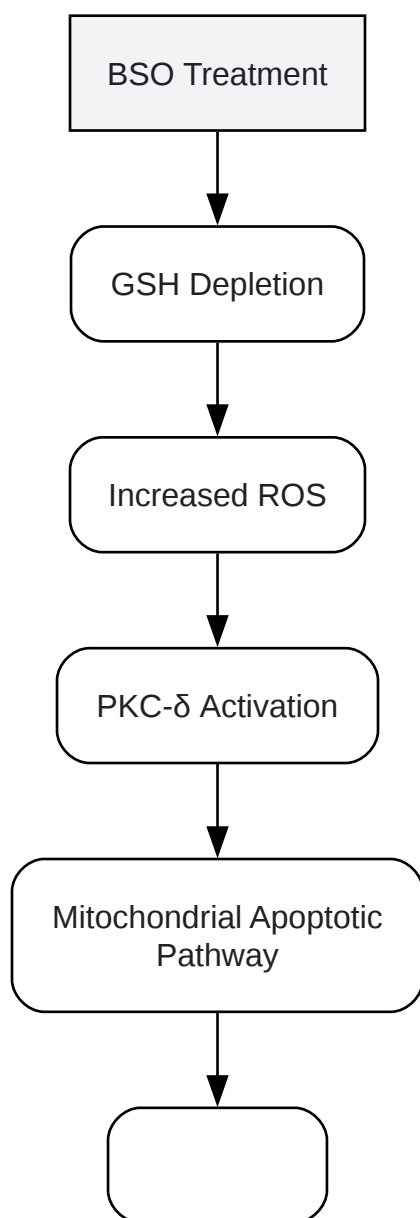 BSO Treatment
GSH Depletion
Increased ROS
PKC-δ Activation
Mitochondrial Apoptotic
Pathway